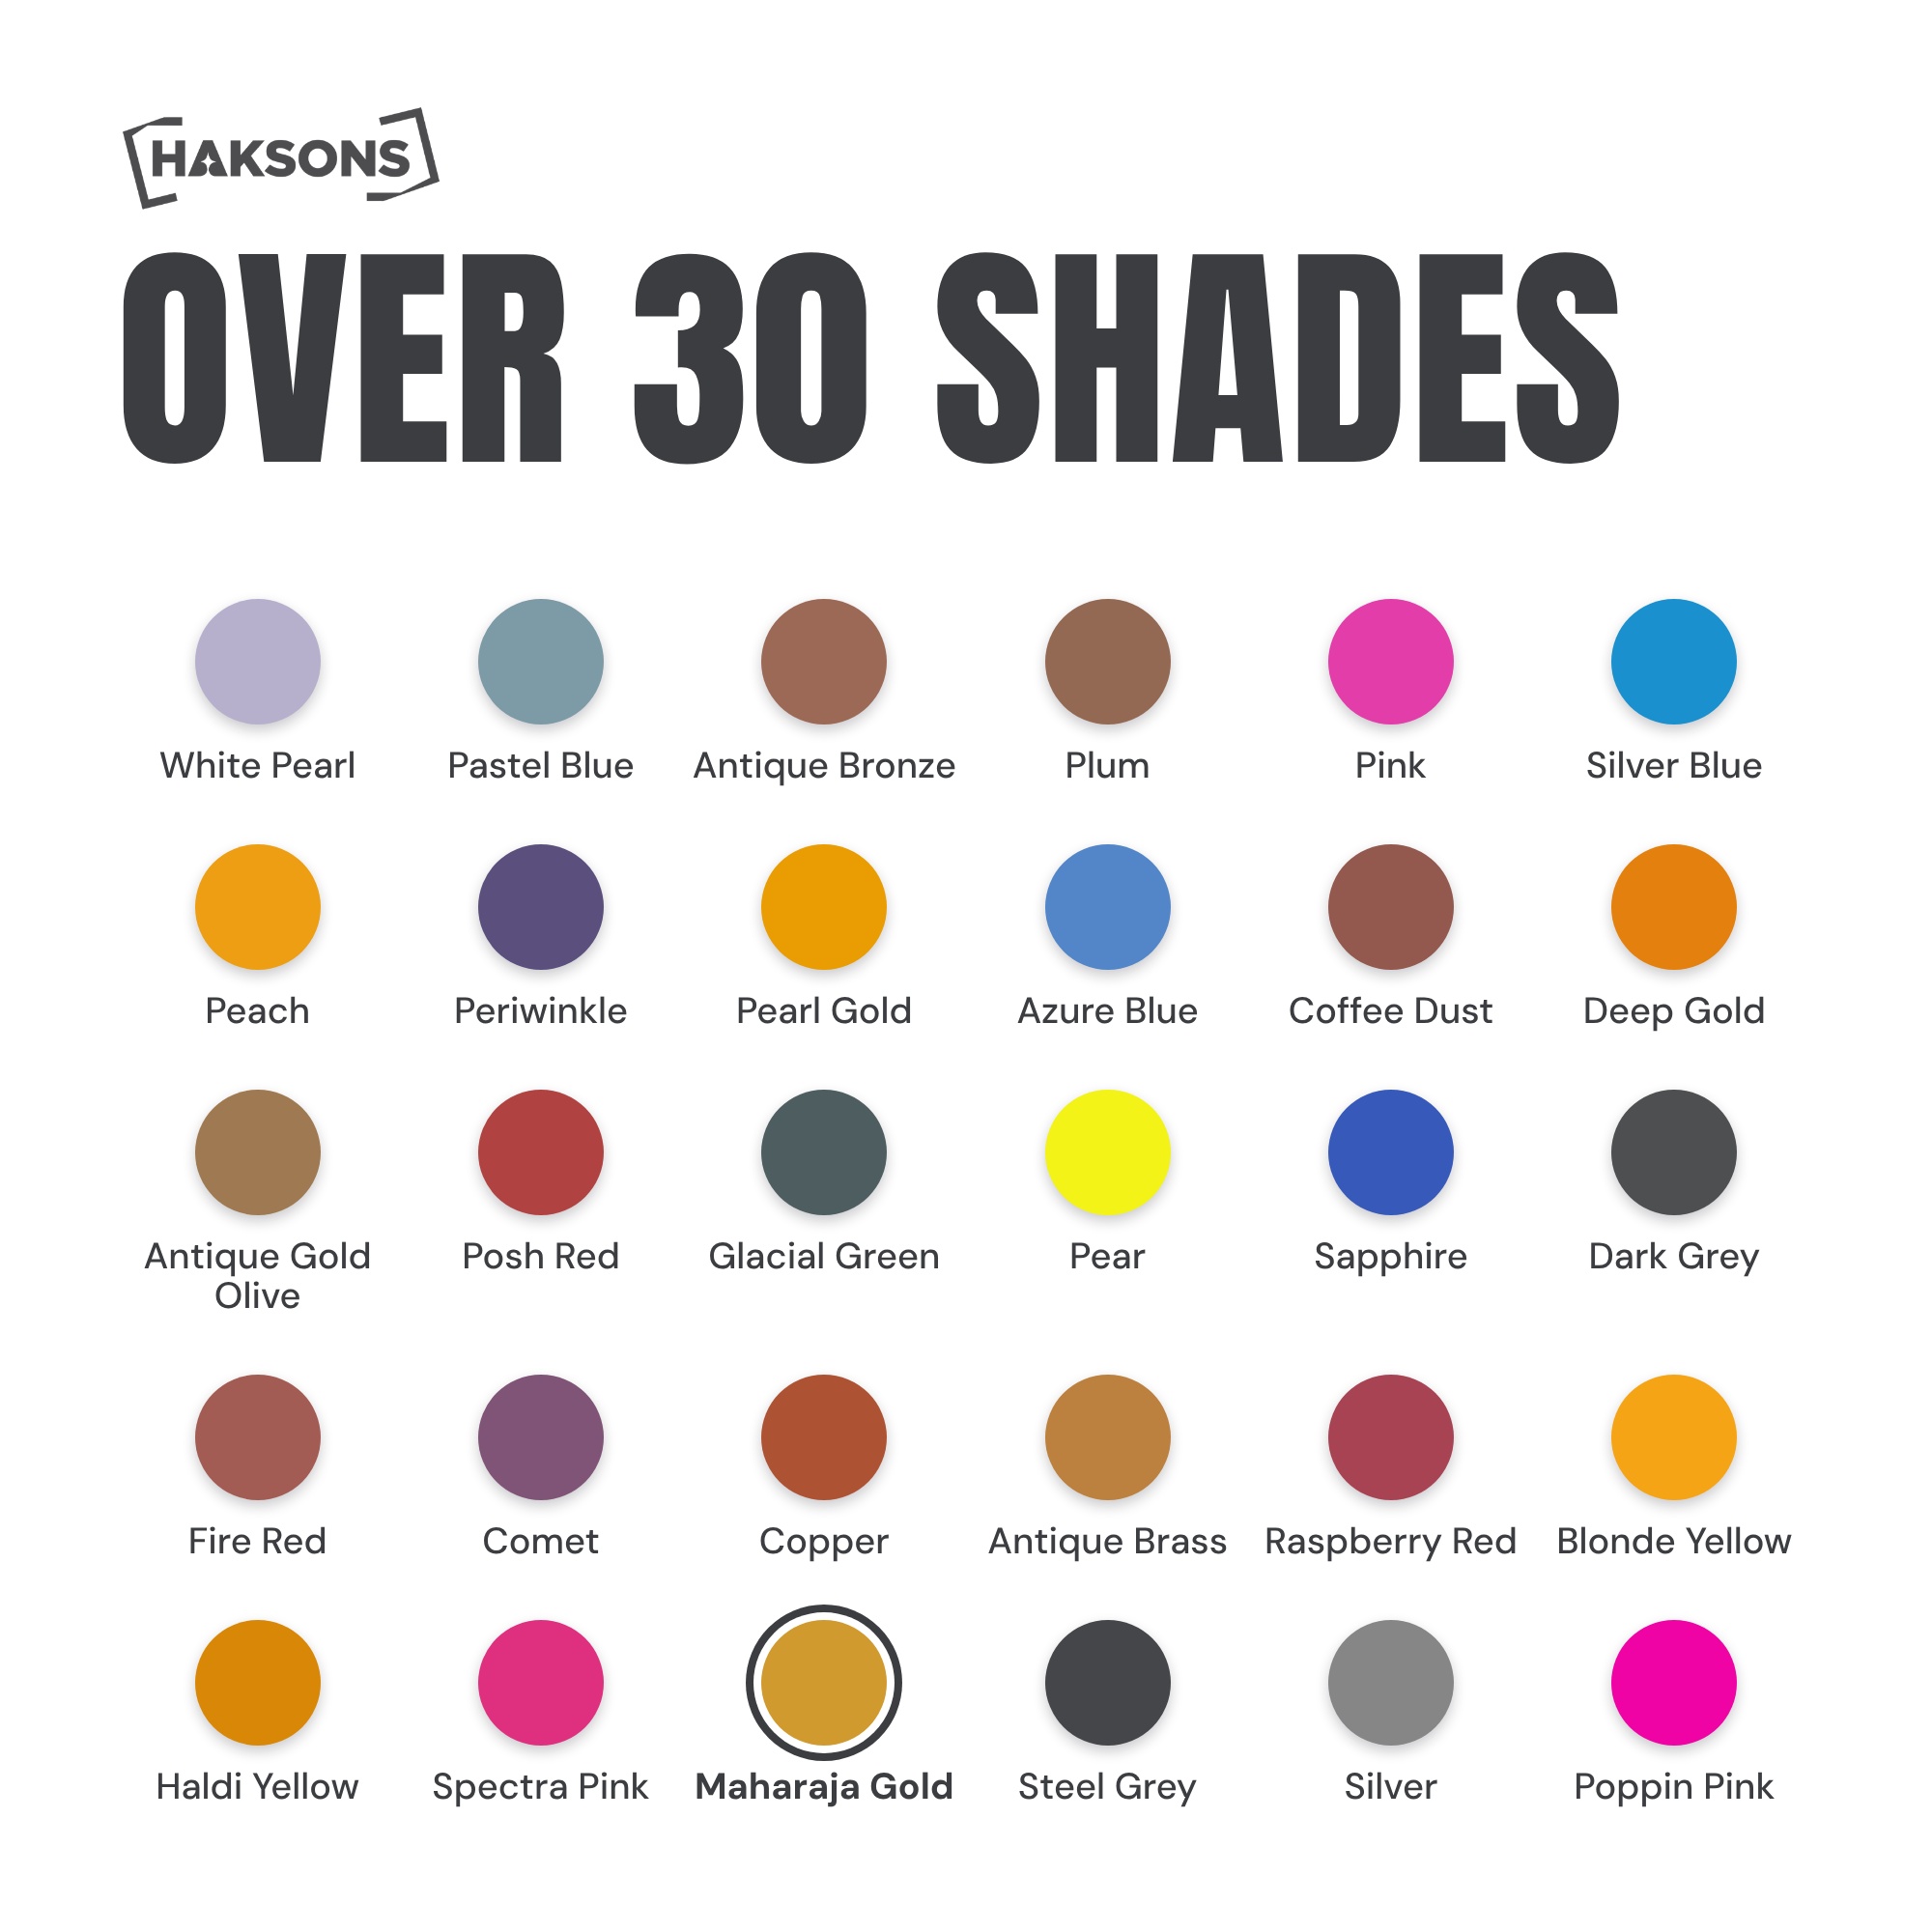 HAKSONS
OVER 30 SHADES
White Pearl
Pastel Blue
Antique Bronze
Plum
Pink
Silver Blue
Peach
Periwinkle
Pearl Gold
Azure Blue
Coffee Dust
Deep Gold
Antique Gold
Olive
Posh Red
Glacial Green
Pear
Sapphire
Dark Grey
Fire Red
Comet
Copper
Antique Brass
Raspberry Red
Blonde Yellow
Haldi Yellow
Spectra Pink
Maharaja Gold
Steel Grey
Silver
Poppin Pink